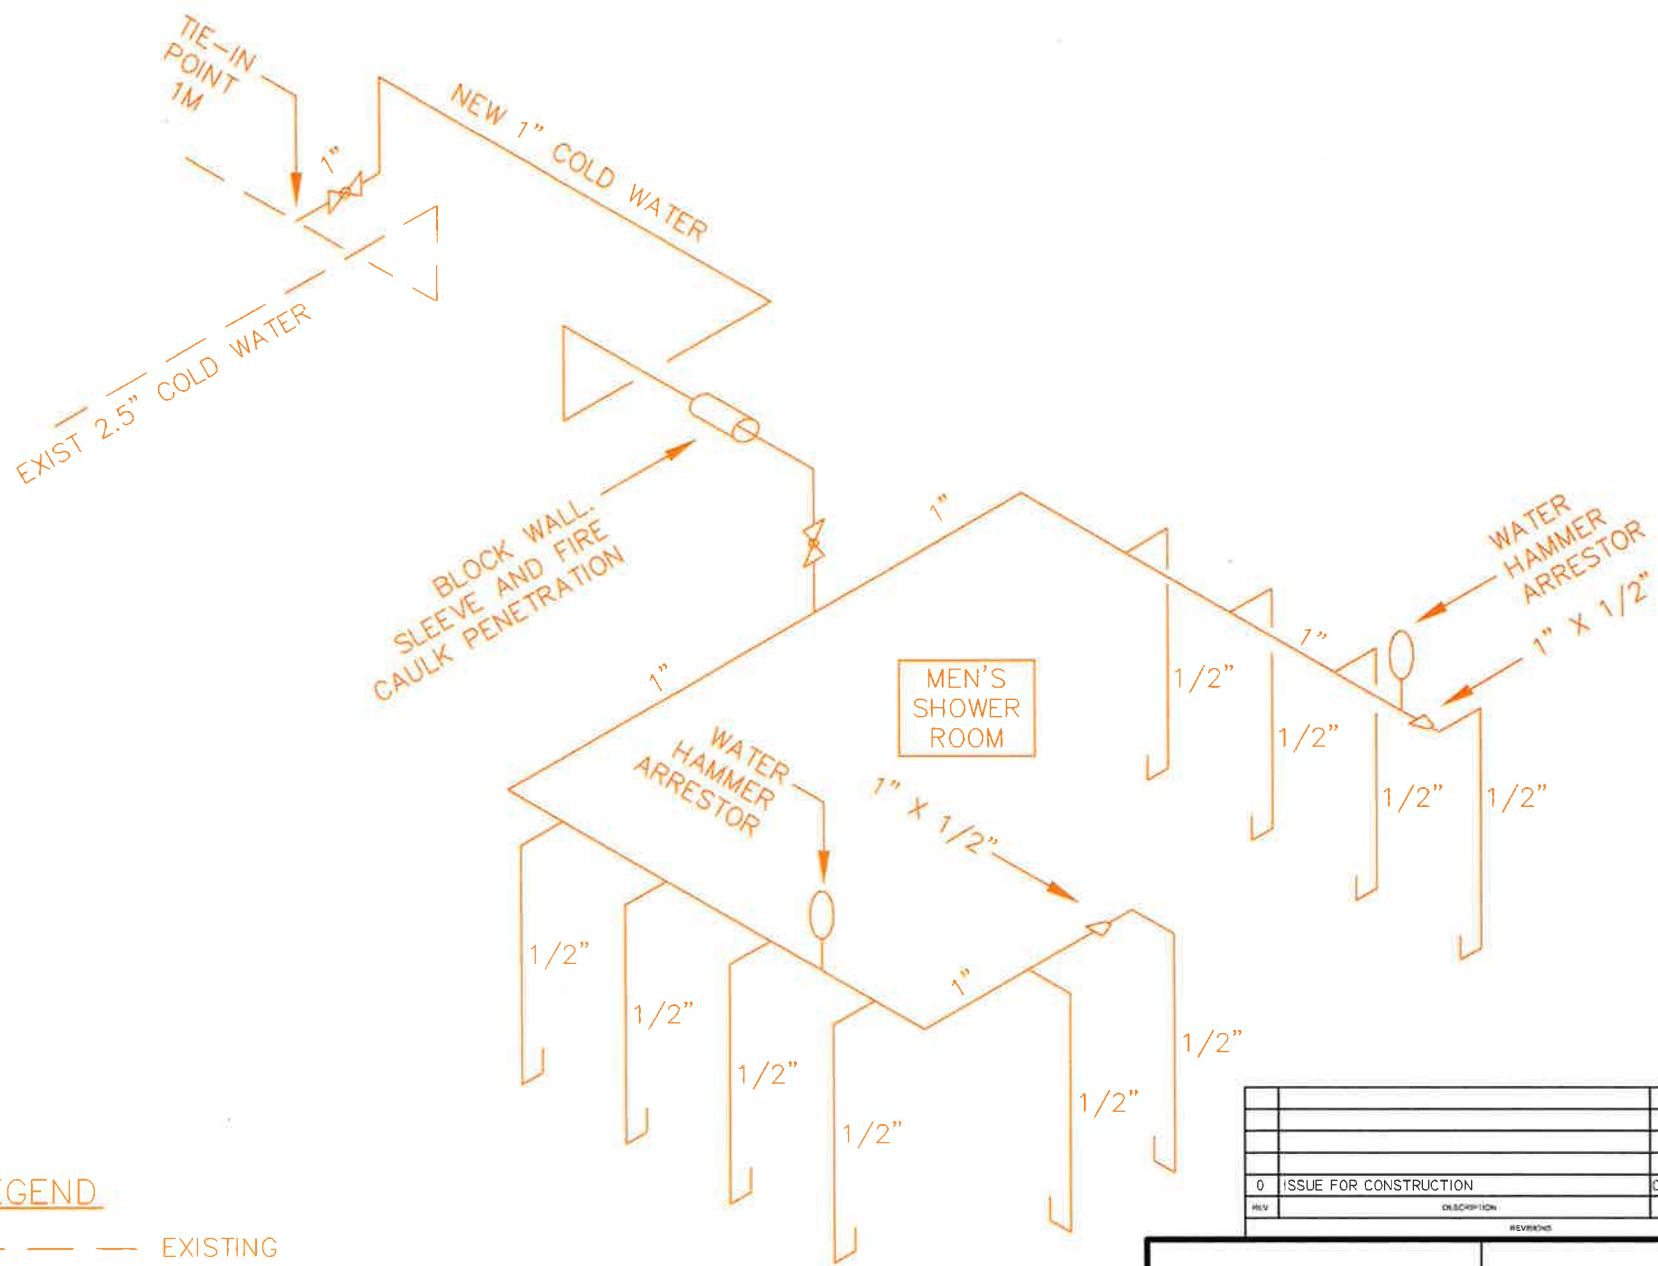 TIE-IN
POINT
1M
1"
NEW 1" COLD WATER
EXIST 2.5" COLD WATER
BLOCK WALL.
SLEEVE AND FIRE
CAULK PENETRATION
1"
1"
WATER
HAMMER
ARRESTOR
1" X 1/2"
1"
MEN'S
SHOWER
ROOM
1/2"
1/2"
1/2"
1/2"
WATER
HAMMER
ARRESTOR
1" X 1/2"
1"
1/2"
1/2"
1/2"
1/2"
1/2"
1/2"
EGEND
EXISTING
0 ISSUE FOR CONSTRUCTION
REV DESCRIPTION
REVISIONS